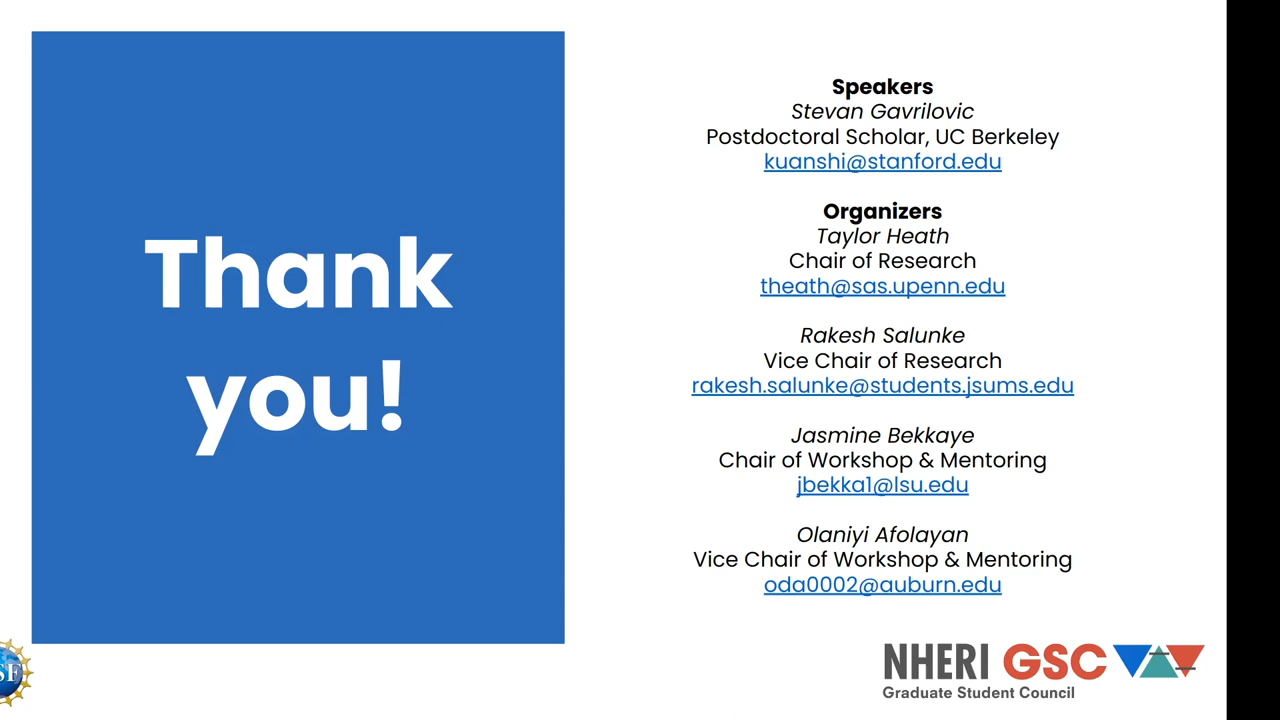 Thank
you!
Speakers
Stevan Gavrilovic
Postdoctoral Scholar, UC Berkeley
kuanshi@stanford.edu
Organizers
Taylor Heath
Chair of Research
theath@sas.upenn.edu
Rakesh Salunke
Vice Chair of Research
rakesh.salunke@students.jsums.edu
Jasmine Bekkaye
Chair of Workshop & Mentoring
jbekka1@lsu.edu
Olaniyi Afolayan
Vice Chair of Workshop & Mentoring
oda0002@auburn.edu
NHERI GSC
Graduate Student Council